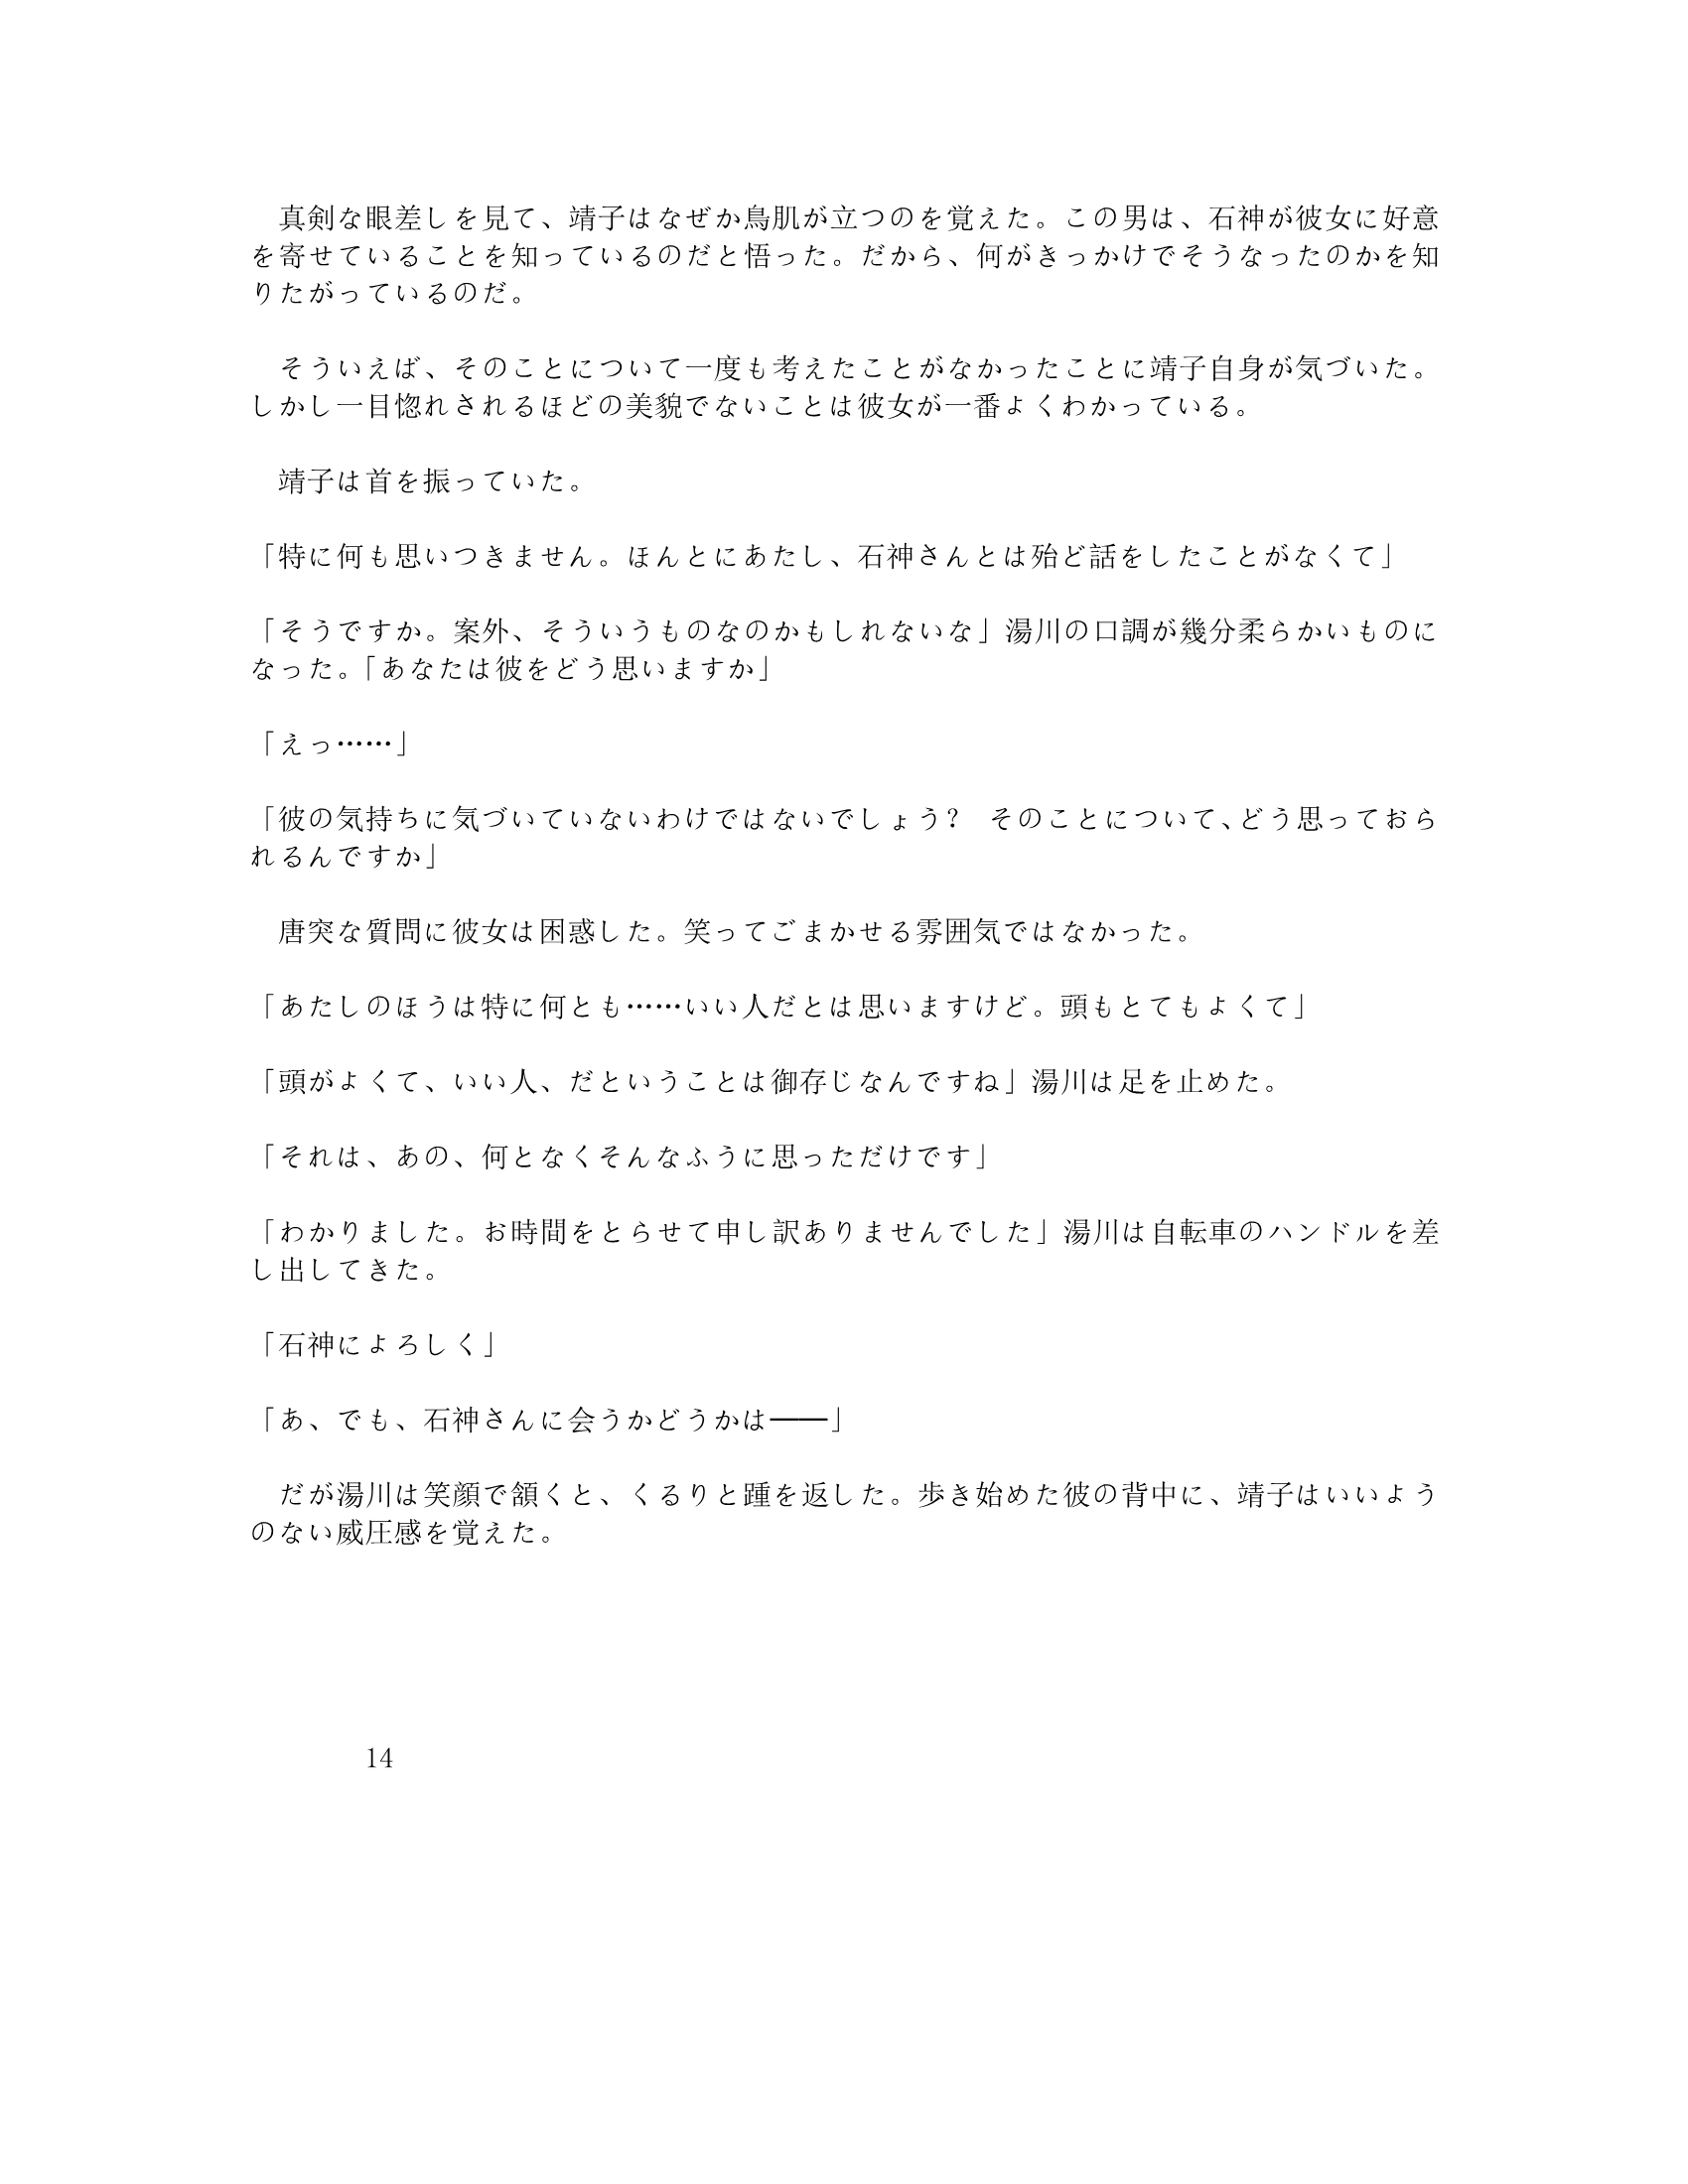 真剣な眼差しを見て、靖子はなぜか鳥肌が立つのを覚えた。この男は、石神が彼女に好意
を寄せていることを知っているのだと悟った。だから、何がきっかけでそうなったのかを知
りたがっているのだ。
　そういえば、そのことについて一度も考えたことがなかったことに靖子自身が気づいた。
しかし一目惚れされるほどの美貌でないことは彼女が一番よくわかっている。
　靖子は首を振っていた。
「特に何も思いつきません。ほんとにあたし、石神さんとは殆ど話をしたことがなくて」
「そうですか。案外、そういうものなのかもしれないな」湯川の口調が幾分柔らかいものに
なった。「あなたは彼をどう思いますか」
「えっ……」
「彼の気持ちに気づいていないわけではないでしょう？　そのことについて、どう思っておら
れるんですか」
　唐突な質問に彼女は困惑した。笑ってごまかせる雰囲気ではなかった。
「あたしのほうは特に何とも……いい人だとは思いますけど。頭もとてもよくて」
「頭がよくて、いい人、だということは御存じなんですね」湯川は足を止めた。
「それは、あの、何となくそんなふうに思っただけです」
「わかりました。お時間をとらせて申し訳ありませんでした」湯川は自転車のハンドルを差
し出してきた。
「石神によろしく」
「あ、でも、石神さんに会うかどうかは――」
　だが湯川は笑顔で頷くと、くるりと踵を返した。歩き始めた彼の背中に、靖子はいいよう
のない威圧感を覚えた。
14